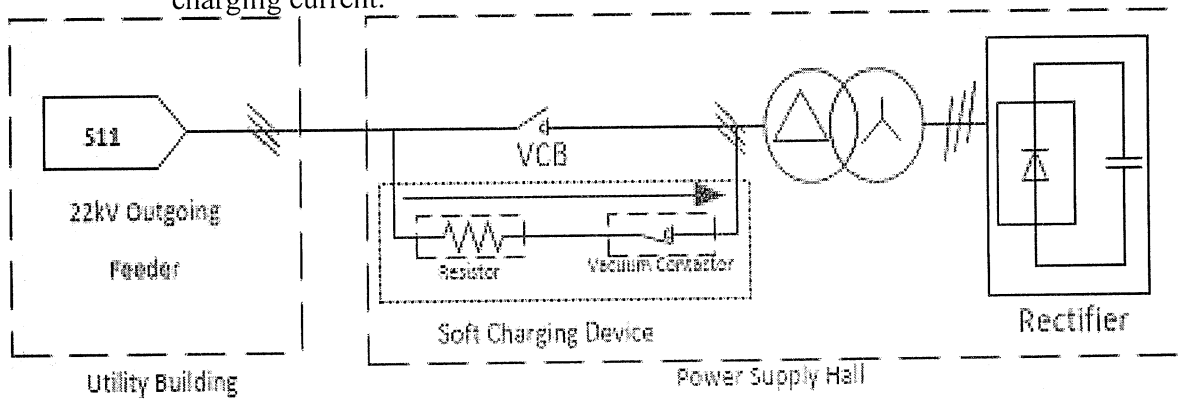 charging current.
511
VCB
22kV Outgoing
Feeder
Resistor
Vacuum Contactor
Soft Charging Device
Rectifier
Utility Building
Power Supply Hall